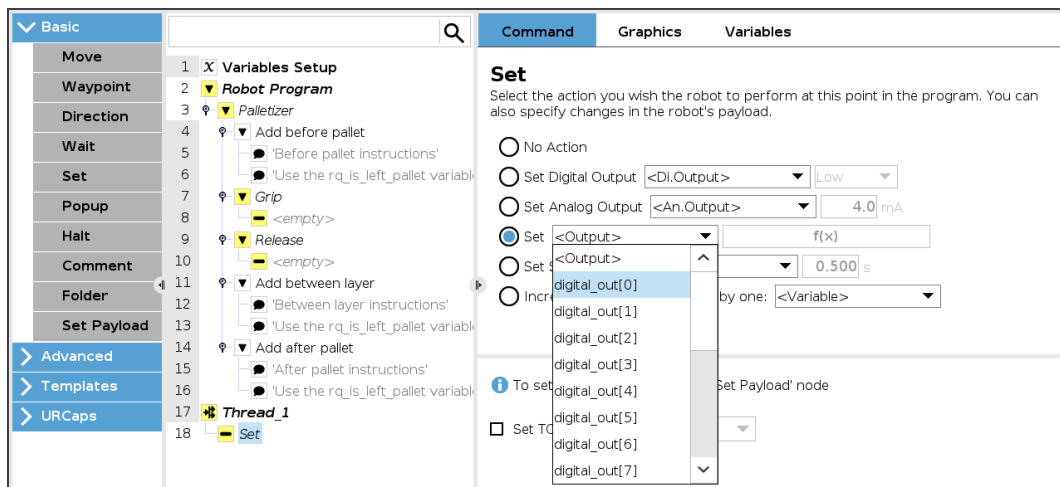 Basic
Move
Waypoint
Direction
Wait
Set
Popup
Halt
Comment
Folder
Set Payload
Advanced
Templates
URCaps
1 X Variables Setup
2 Robot Program
3 Palletizer
4 Add before pallet
5 'Before pallet instructions'
6 'Use the rq_is_left_pallet variabl
7 Grip
8 <empty>
9 Release
10 <empty>
11 Add between layer
12 'Between layer instructions'
13 'Use the rq_is_left_pallet variabl
14 Add after pallet
15 'After pallet instructions'
16 'Use the rq_is_left_pallet variabl
17 Thread_1
18 Set
Command Graphics Variables
Set
Select the action you wish the robot to perform at this point in the program. You can
also specify changes in the robot's payload.
No Action
Set Digital Output <Di.Output> Low
Set Analog Output <An.Output> 4.0 mA
Set <Output> f(x)
Set S 0.500 s
Incre by one: <Variable>
<Output>
digital_out[0]
digital_out[1]
digital_out[2]
digital_out[3]
digital_out[4]
digital_out[5]
digital_out[6]
digital_out[7]
To set Set Payload' node
Set TC